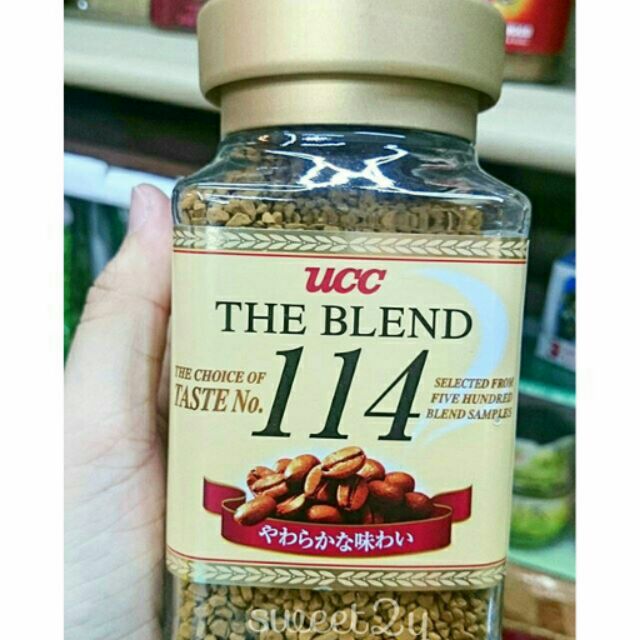 UCC
THE BLEND
THE CHOICE OF
TASTE No.
114
SELECTED FROM
FIVE HUNDRED
BLEND SAMPLES
やわらかな味わい
sweet2y